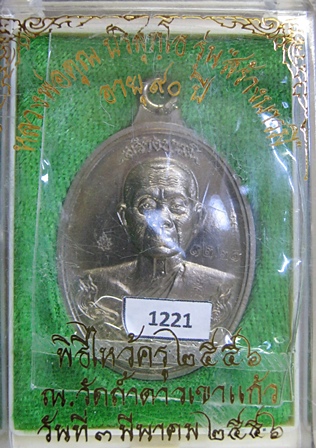 หลวงพ่อคูณ ปริสุทฺโธ รุ่น สร้างบารมี
อายุ ๙๐ ปี
1221
พิธีไหว้ครู ๒๕๕๖
ณ. วัดถ้ำดาวเขาแก้ว
วันที่ ๓ มีนาคม ๒๕๕๖